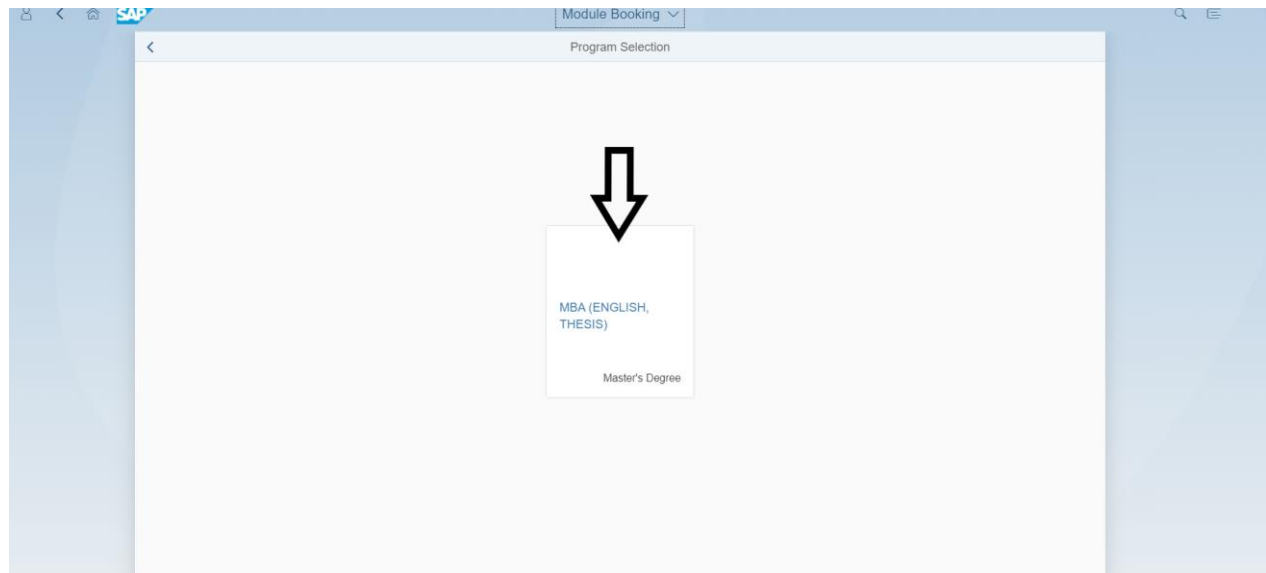 SAP
Module Booking
Program Selection
MBA (ENGLISH,
THESIS)
Master's Degree